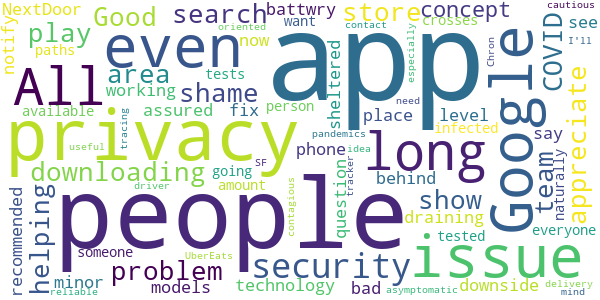 NextDoor
Good
search
battwry
store
concept
cautious
notify
play
even
want
contact
crosses
oriented
especially
see
I'll
paths
area
now
app
Chron
COVID
All
tests
shame
sheltered
Google
available
working
assured
fix
person
place
level
need
team
appreciate
privacy
phone
long
infected
say
tracing
pandemics
idea
useful
downloading
going
behind
naturally
SF
tracker
question
draining
everyone
recommended
helping
people
amount
show
tested
driver
someone
contagious
security
issue
minor
problem
UberEats
technology
downside
reliable
models
bad
asymptomatic
delivery
mind